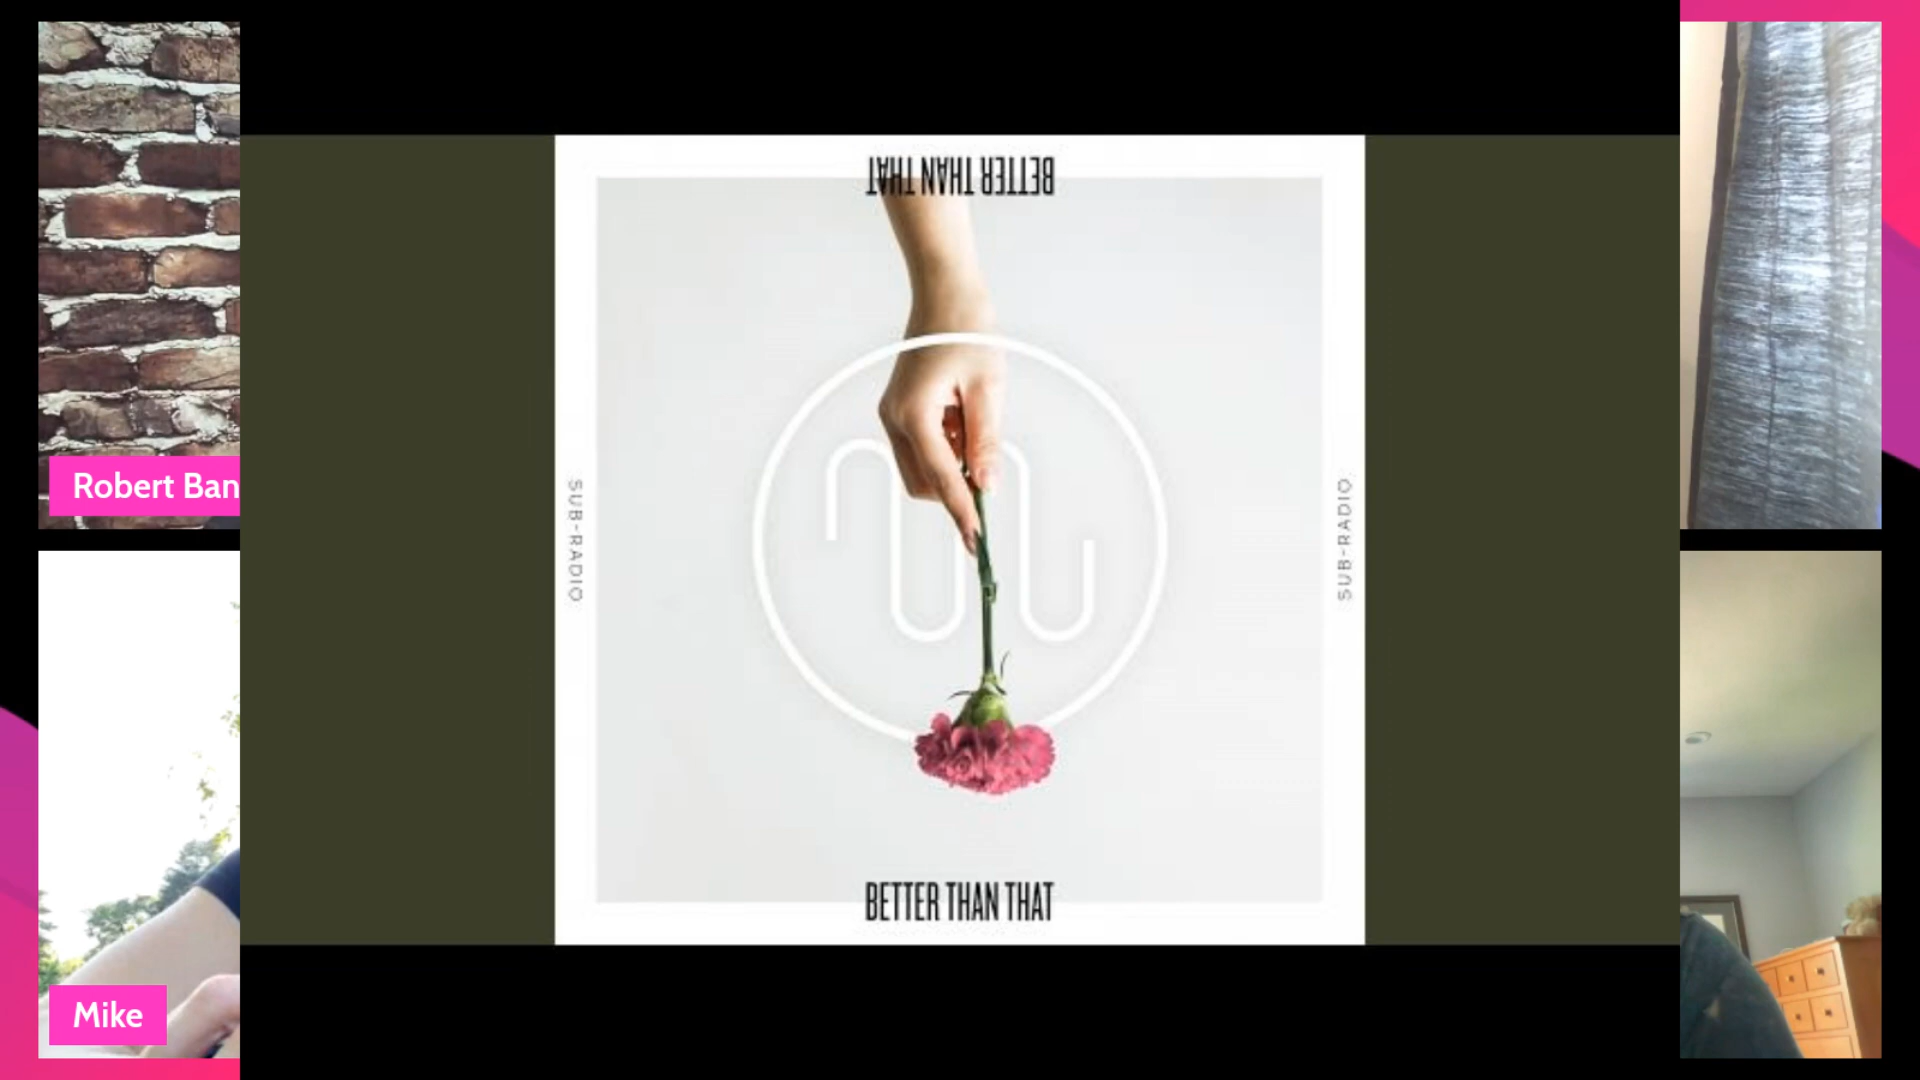 BETTER THAN THAT
SUB-RADIO
SUB-RADIO
Robert Ban
BETTER THAN THAT
Mike